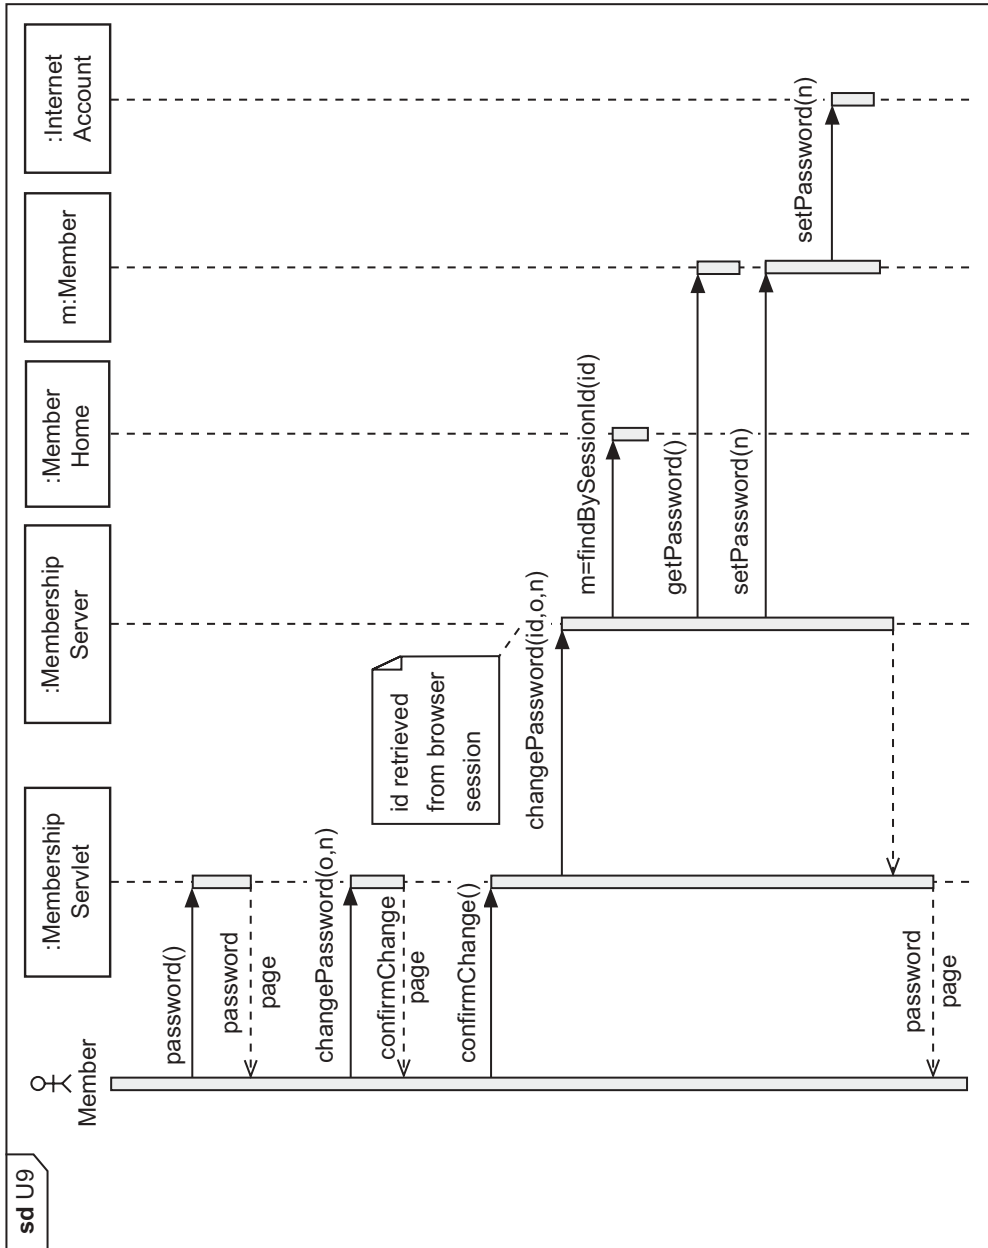 sd U9
Member
:Membership
Servlet
:Membership
Server
:Member
Home
m:Member
:Internet
Account
password()
password
page
changePassword(o,n)
confirmChange
page
confirmChange()
id retrieved
from browser
session
changePassword(id,o,n)
m=findBySessionId(id)
getPassword()
setPassword(n)
setPassword(n)
password
page